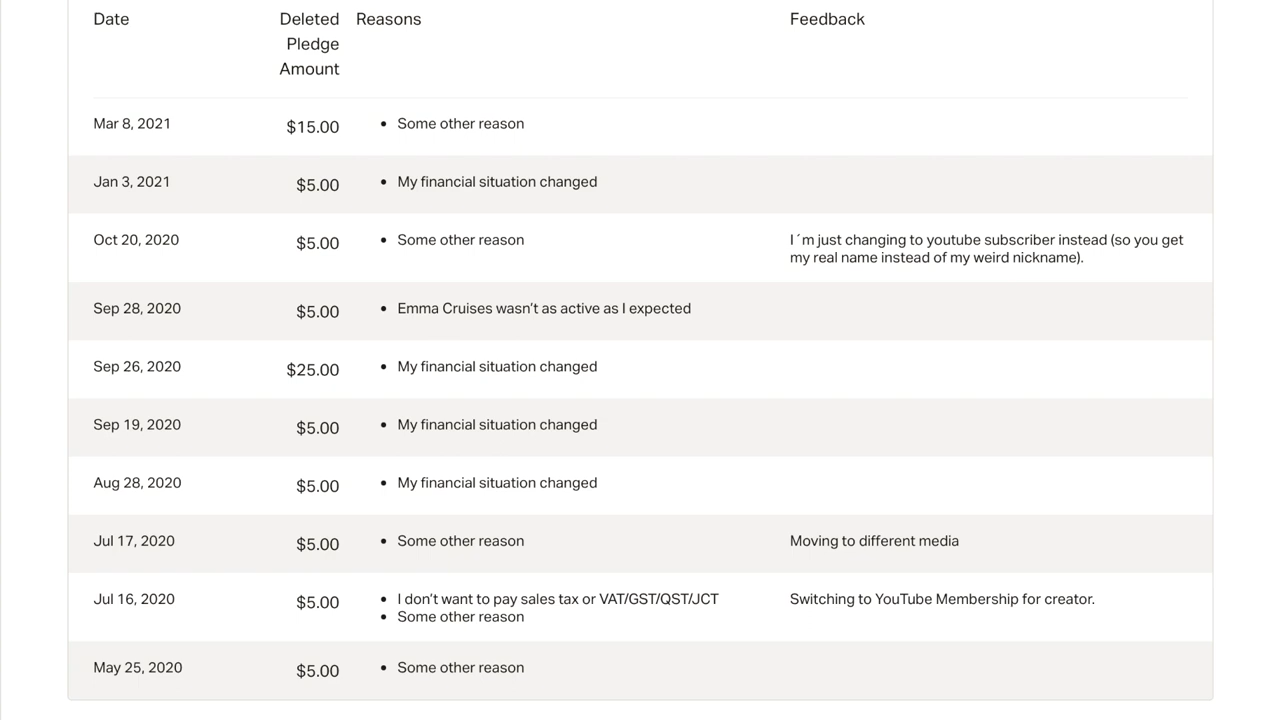 Date Deleted Reasons Feedback
Pledge
Amount
Mar 8, 2021 $15.00 • Some other reason
Jan 3, 2021 $5.00 • My financial situation changed
Oct 20, 2020 $5.00 • Some other reason I´m just changing to youtube subscriber instead (so you get
my real name instead of my weird nickname).
Sep 28, 2020 $5.00 • Emma Cruises wasn’t as active as I expected
Sep 26, 2020 $25.00 • My financial situation changed
Sep 19, 2020 $5.00 • My financial situation changed
Aug 28, 2020 $5.00 • My financial situation changed
Jul 17, 2020 $5.00 • Some other reason Moving to different media
Jul 16, 2020 $5.00 • I don’t want to pay sales tax or VAT/GST/QST/JCT Switching to YouTube Membership for creator.
• Some other reason
May 25, 2020 $5.00 • Some other reason